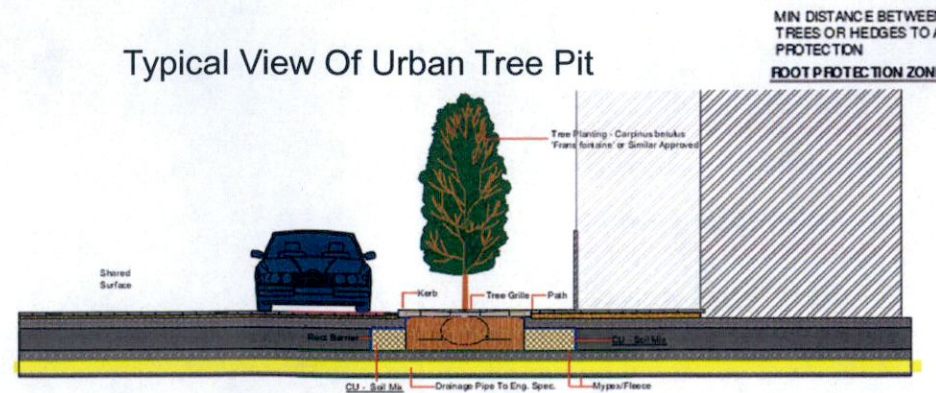 MIN DISTANCE BETWEEN
TREES OR HEDGES TO A
PROTECTION
ROOT PROTECTION ZONE
Typical View Of Urban Tree Pit
Tree Planting - Carpinus betulus
'Frans fontaine' or Similar Approved
Shared
Surface
Kerb
Tree Grille
Path
Root Barrier
CU - Soil Mix
CU - Soil Mix
Drainage Pipe To Eng. Spec.
Mypex/Fleece